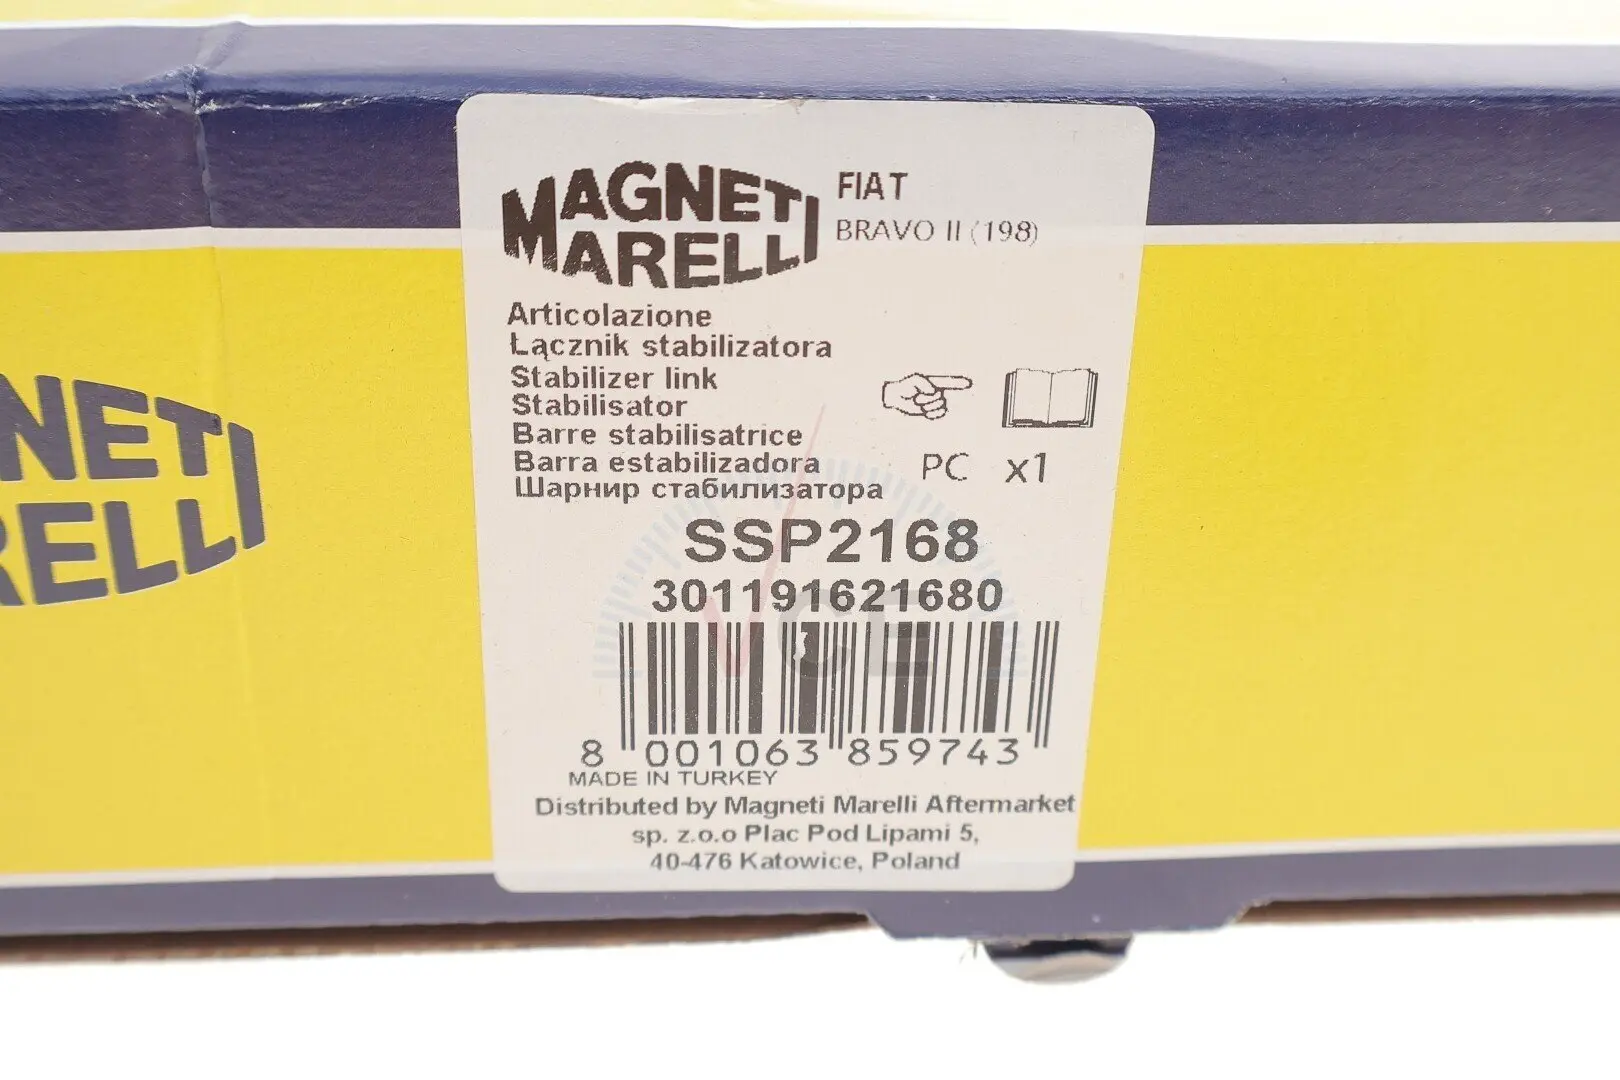 MAGNETI
MARELLI
FIAT
BRAVO II (198)
Articolazione
Łącznik stabilizatora
Stabilizer link
Stabilisator
Barre stabilisatrice
Barra estabilizadora
Шарнир стабилизатора
PC x1
SSP2168
301191621680
8 001063 859743
MADE IN TURKEY
Distributed by Magneti Marelli Aftermarket
sp. z.o.o Plac Pod Lipami 5,
40-476 Katowice, Poland
GNETI
RELLI